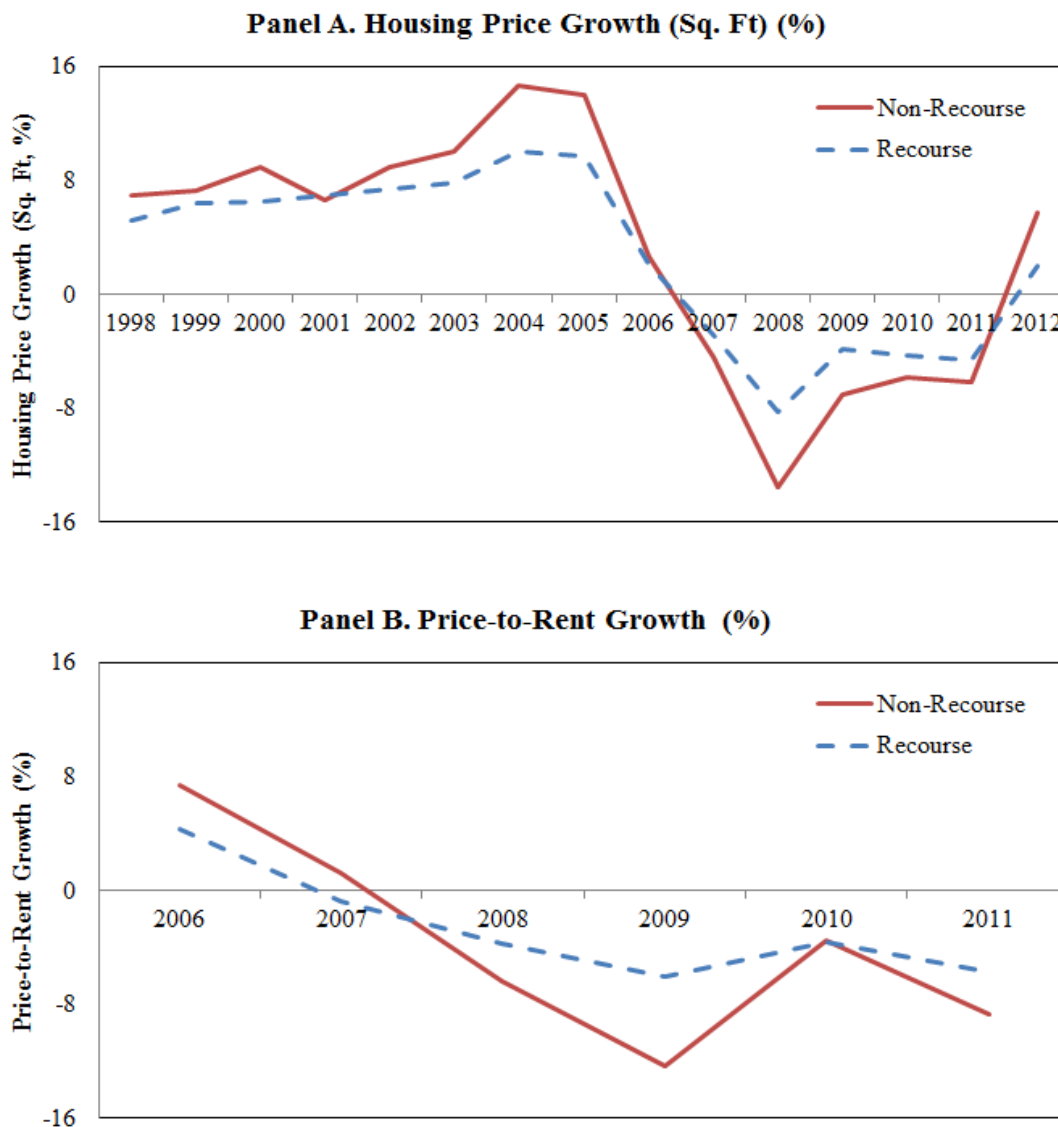 Panel A. Housing Price Growth (Sq. Ft) (%)
Housing Price Growth (Sq. Ft, %)
16
8
0
-8
-16
Non-Recourse
Recourse
1998 1999 2000 2001 2002 2003 2004 2005 2006 2007 2008 2009 2010 2011 2012
Panel B. Price-to-Rent Growth (%)
Price-to-Rent Growth (%)
16
8
0
-8
-16
Non-Recourse
Recourse
2006 2007 2008 2009 2010 2011